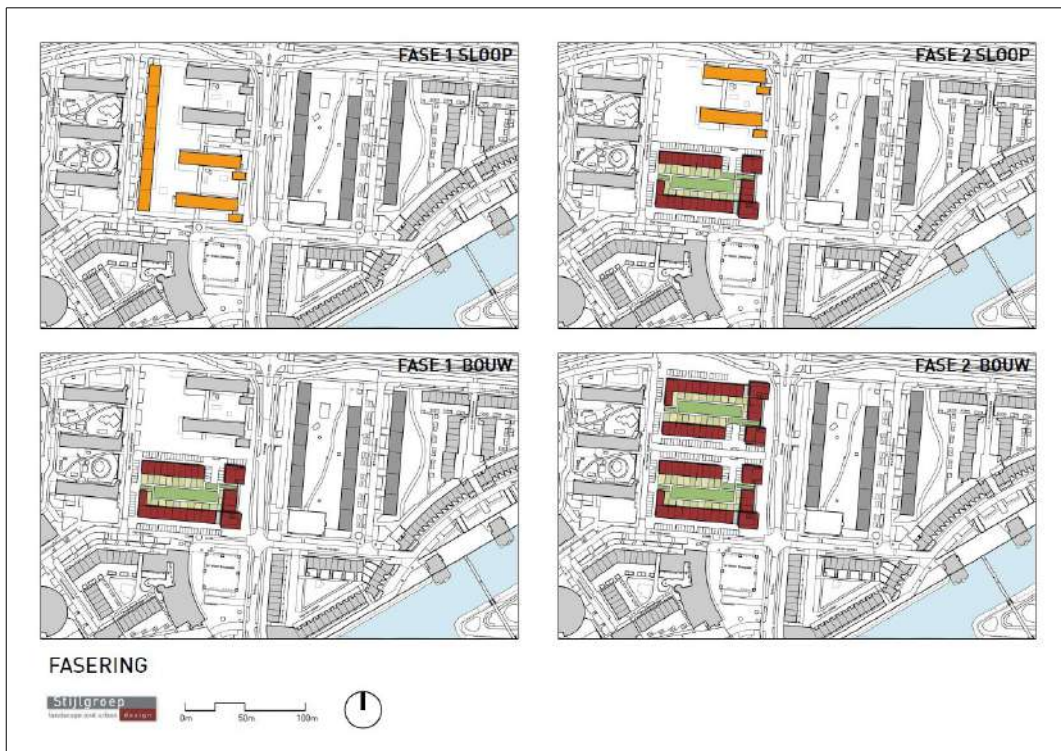 FASE 1 SLOOP
FASE 2 SLOOP
FASE 1 BOUW
FASE 2 BOUW
FASERING
Stijlgroep
landscape and urban design
0m 50m 100m